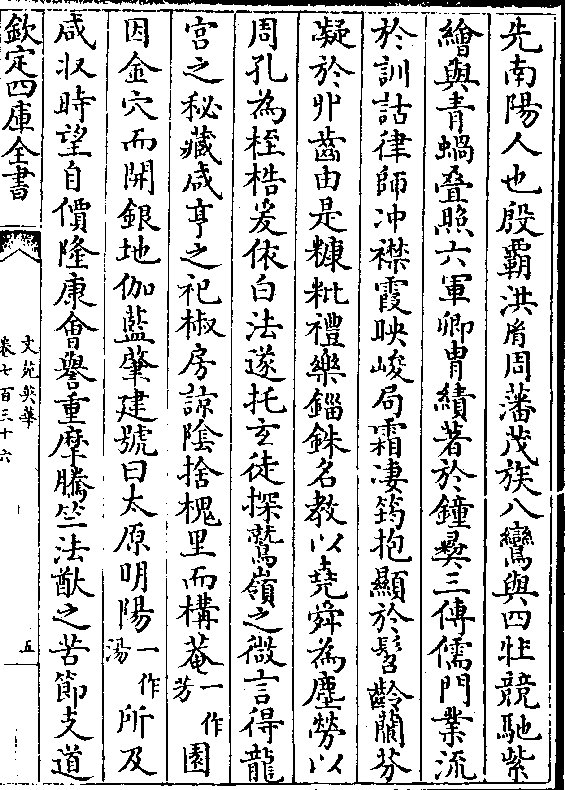 先南陽人也殷覇洪胄周藩茂族八鸞與四牡競馳紫
繪與青蝸叠照六軍卿胄績著於鐘彞三傳儒門業流
於訓詁律師冲襟霞映峻局霜凄筠抱顯於髫齡蘭芬
凝於丱齒由是糠粃禮樂錙銖名教以堯舜為塵勞以
周孔為桎梏爰依白法遂托玄徒探鷲嶺之微言得龍
宮之秘藏咸亨之祀椒房諒陰捨槐里而構菴一作芳園
因金穴而開銀地伽藍肇建號曰太原明陽一作湯所及
咸收時望自價隆康會譽重摩騰竺法猷之苦節支道
欽定四庫全書
文苑英華
卷七百三十六
五